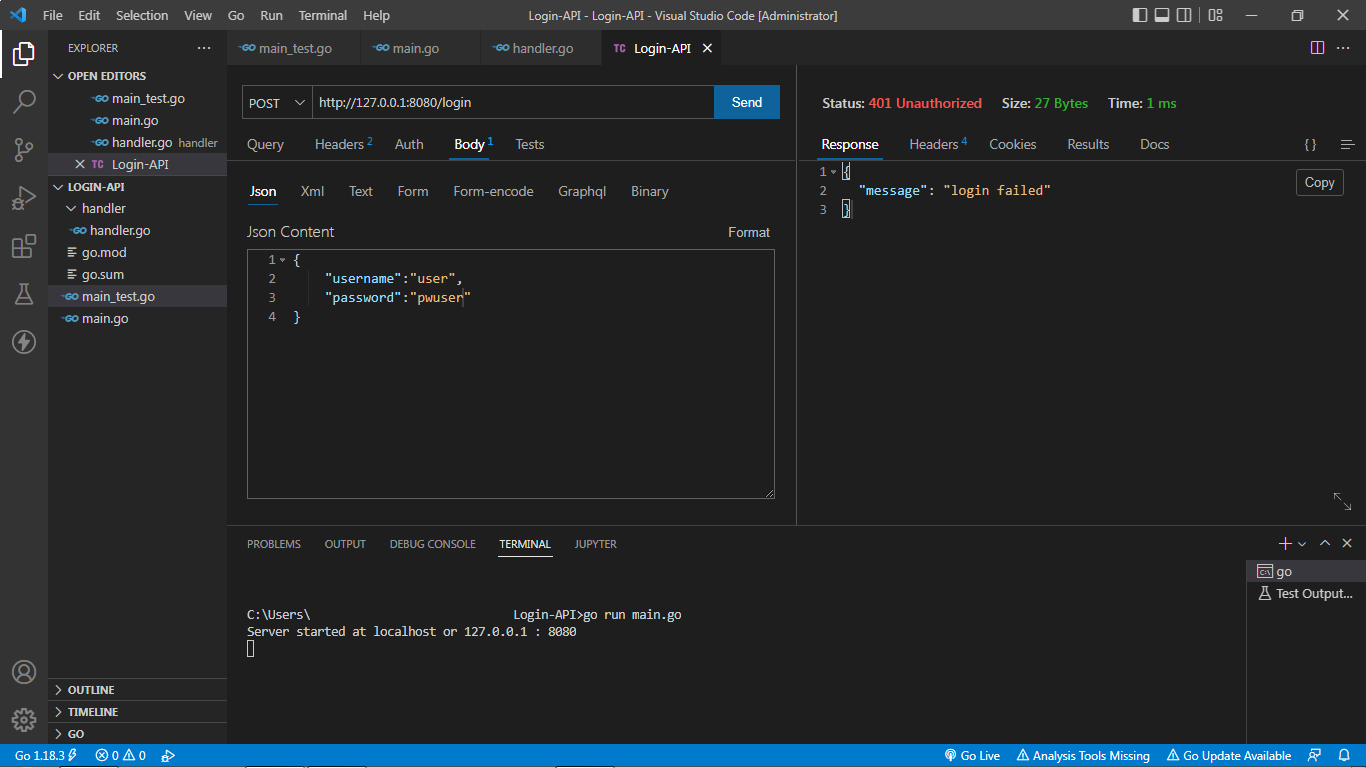 File Edit Selection View Go Run Terminal Help Login-API - Login-API - Visual Studio Code [Administrator]
EXPLORER
OPEN EDITORS
main_test.go
main.go
handler.go handler
TC Login-API
LOGIN-API
handler
handler.go
go.mod
go.sum
main_test.go
main.go
OUTLINE
TIMELINE
GO
main_test.go main.go handler.go TC Login-API
POST http://127.0.0.1:8080/login Send
Query Headers 2 Auth Body 1 Tests
Json Xml Text Form Form-encode Graphql Binary
Json Content Format
1 {
2 "username":"user",
3 "password":"pwuser"
4 }
Status: 401 Unauthorized Size: 27 Bytes Time: 1 ms
Response Headers 4 Cookies Results Docs { }
Copy
1 {
2 "message": "login failed"
3 }
PROBLEMS OUTPUT DEBUG CONSOLE TERMINAL JUPYTER
C:\Users\ Login-API>go run main.go
Server started at localhost or 127.0.0.1 : 8080
go
Test Output...
Go 1.18.3 0 0 Go Live Analysis Tools Missing Go Update Available